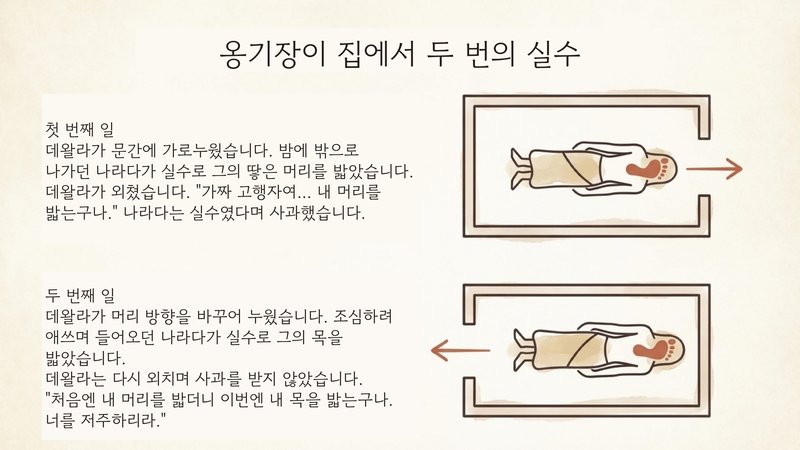 옹기장이 집에서 두 번의 실수
첫 번째 일
데왈라가 문간에 가로누웠습니다. 밤에 밖으로
나가던 나라다가 실수로 그의 땋은 머리를 밟았습니다.
데왈라가 외쳤습니다. "가짜 고행자여... 내 머리를
밟는구나." 나라다는 실수였다며 사과했습니다.
두 번째 일
데왈라가 머리 방향을 바꾸어 누웠습니다. 조심하려
애쓰며 들어오던 나라다가 실수로 그의 목을
밟았습니다.
데왈라는 다시 외치며 사과를 받지 않았습니다.
"처음엔 내 머리를 밟더니 이번엔 내 목을 밟는구나.
너를 저주하리라."